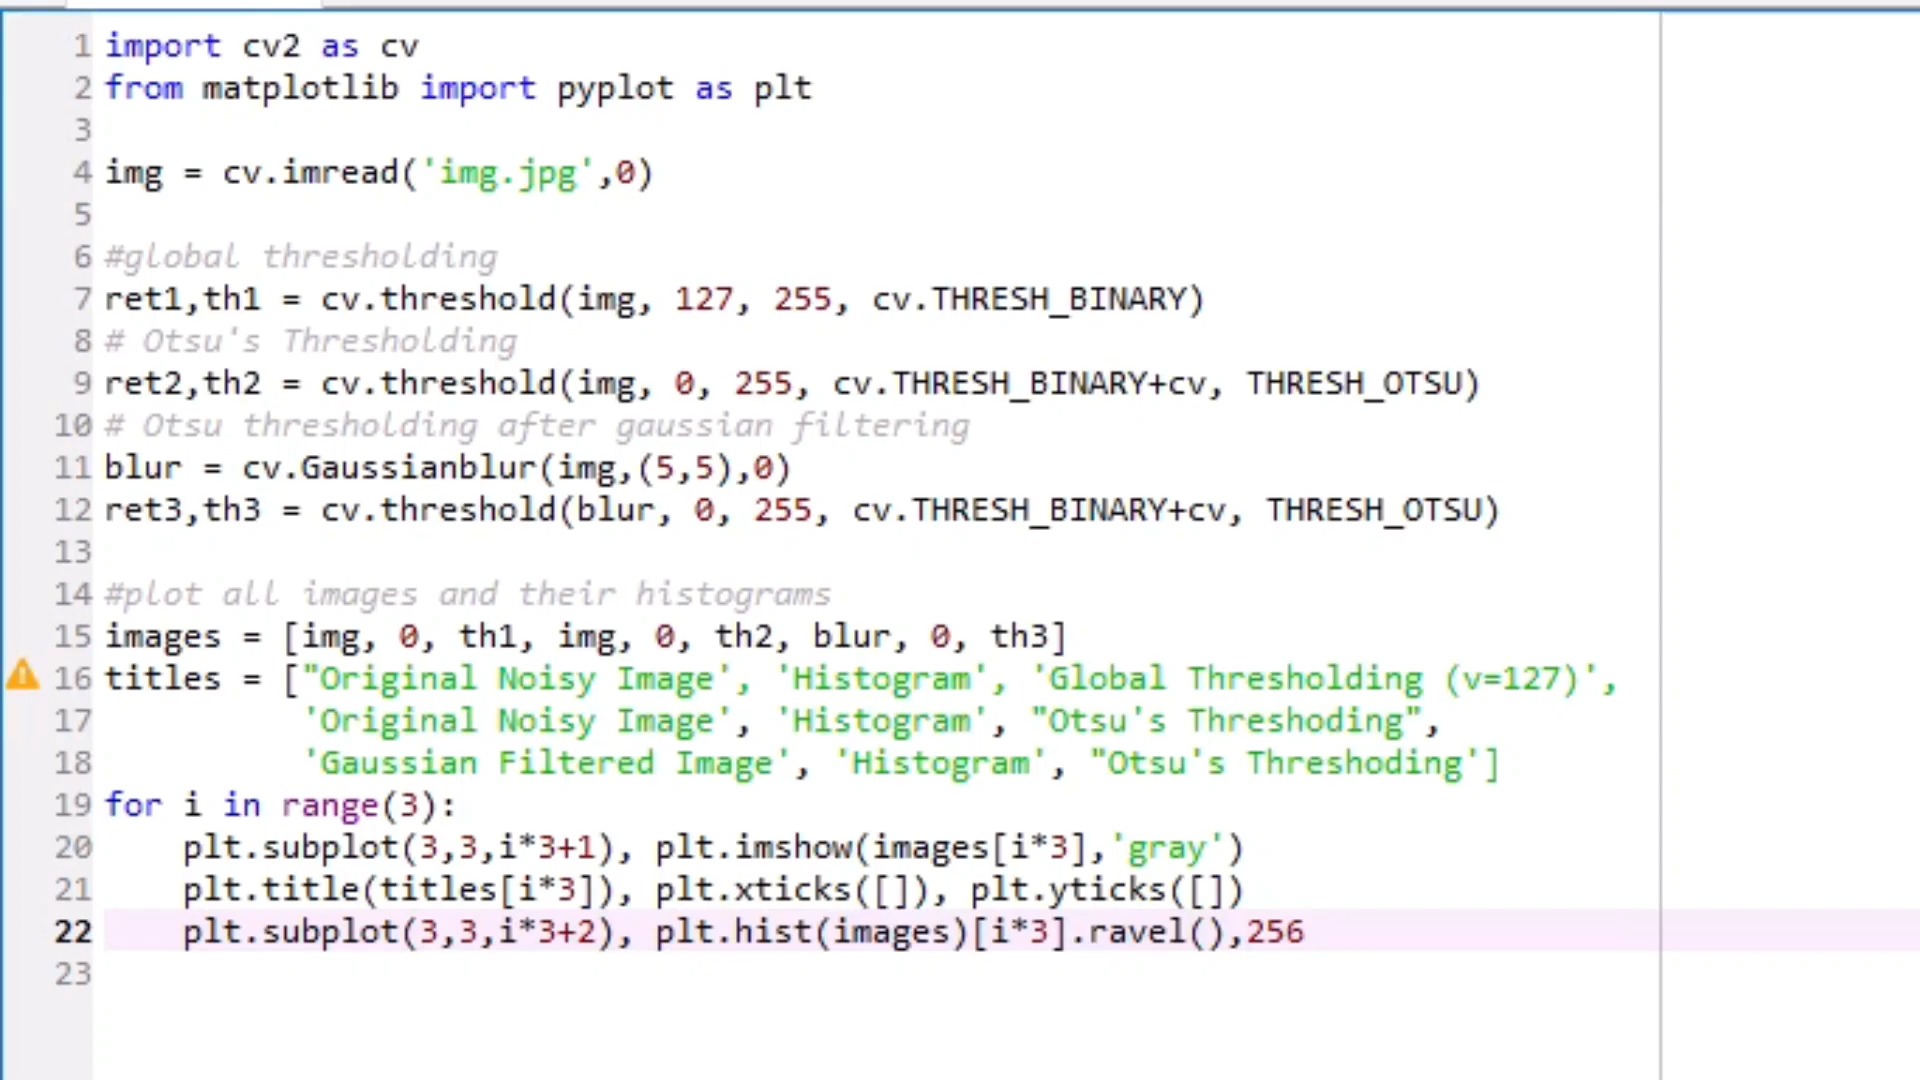 1 import cv2 as cv
2 from matplotlib import pyplot as plt
3
4 img = cv.imread('img.jpg',0)
5
6 #global thresholding
7 ret1,th1 = cv.threshold(img, 127, 255, cv.THRESH_BINARY)
8 # Otsu's Thresholding
9 ret2,th2 = cv.threshold(img, 0, 255, cv.THRESH_BINARY+cv, THRESH_OTSU)
10 # Otsu thresholding after gaussian filtering
11 blur = cv.Gaussianblur(img,(5,5),0)
12 ret3,th3 = cv.threshold(blur, 0, 255, cv.THRESH_BINARY+cv, THRESH_OTSU)
13
14 #plot all images and their histograms
15 images = [img, 0, th1, img, 0, th2, blur, 0, th3]
16 titles = ["Original Noisy Image', 'Histogram', 'Global Thresholding (v=127)',
17           'Original Noisy Image', 'Histogram', "Otsu's Threshoding",
18           'Gaussian Filtered Image', 'Histogram', "Otsu's Threshoding']
19 for i in range(3):
20     plt.subplot(3,3,i*3+1), plt.imshow(images[i*3],'gray')
21     plt.title(titles[i*3]), plt.xticks([]), plt.yticks([])
22     plt.subplot(3,3,i*3+2), plt.hist(images)[i*3].ravel(),256
23